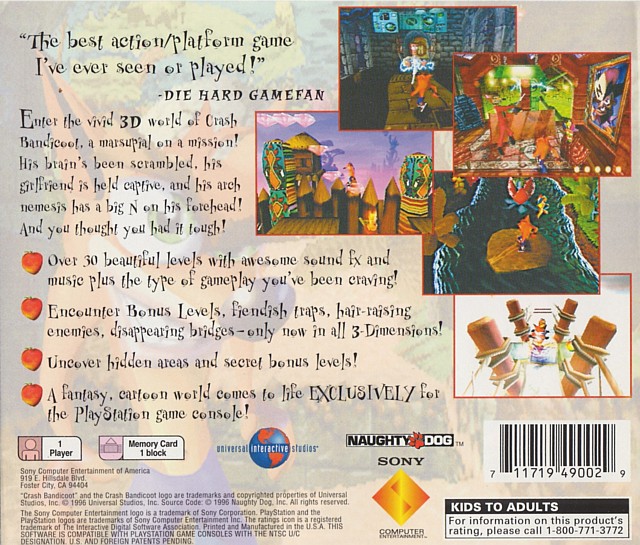 “The best action/platform game
I've ever seen or played!”
-DIE HARD GAMEFAN
Enter the vivid 3D world of Crash
Bandicoot, a marsupial on a mission!
His brain's been scrambled, his
girlfriend is held captive, and his arch
nemesis has a big N on his forehead!
And you thought you had it tough!
Over 30 beautiful levels with awesome sound fx and
music plus the type of gameplay you've been craving!
Encounter Bonus Levels, fiendish traps, hair-raising
enemies, disappearing bridges–only now in all 3-Dimensions!
Uncover hidden areas and secret bonus levels!
A fantasy, cartoon world comes to life EXCLUSIVELY for
the PlayStation game console!
1
Player
Memory Card
1 block
universal interactive studios
NAUGHTY DOG™
SONY
COMPUTER
ENTERTAINMENT
7 11719 49002 9
KIDS TO ADULTS
For information on this product's
rating, please call 1-800-771-3772
Sony Computer Entertainment of America
919 E. Hillsdale Blvd.
Foster City, CA 94404
"Crash Bandicoot" and the Crash Bandicoot logo are trademarks and copyrighted properties of Universal
Studios, Inc. © 1996 Universal Studios, Inc. Source Code: © 1996 Naughty Dog, Inc. All rights reserved.
The Sony Computer Entertainment logo is a trademark of Sony Corporation. PlayStation and the
PlayStation logos are trademarks of Sony Computer Entertainment Inc. The ratings icon is a registered
trademark of the Interactive Digital Software Association. Printed and Manufactured in the U.S.A. THIS
SOFTWARE IS COMPATIBLE WITH PLAYSTATION GAME CONSOLES WITH THE NTSC U/C
DESIGNATION. U.S. AND FOREIGN PATENTS PENDING.